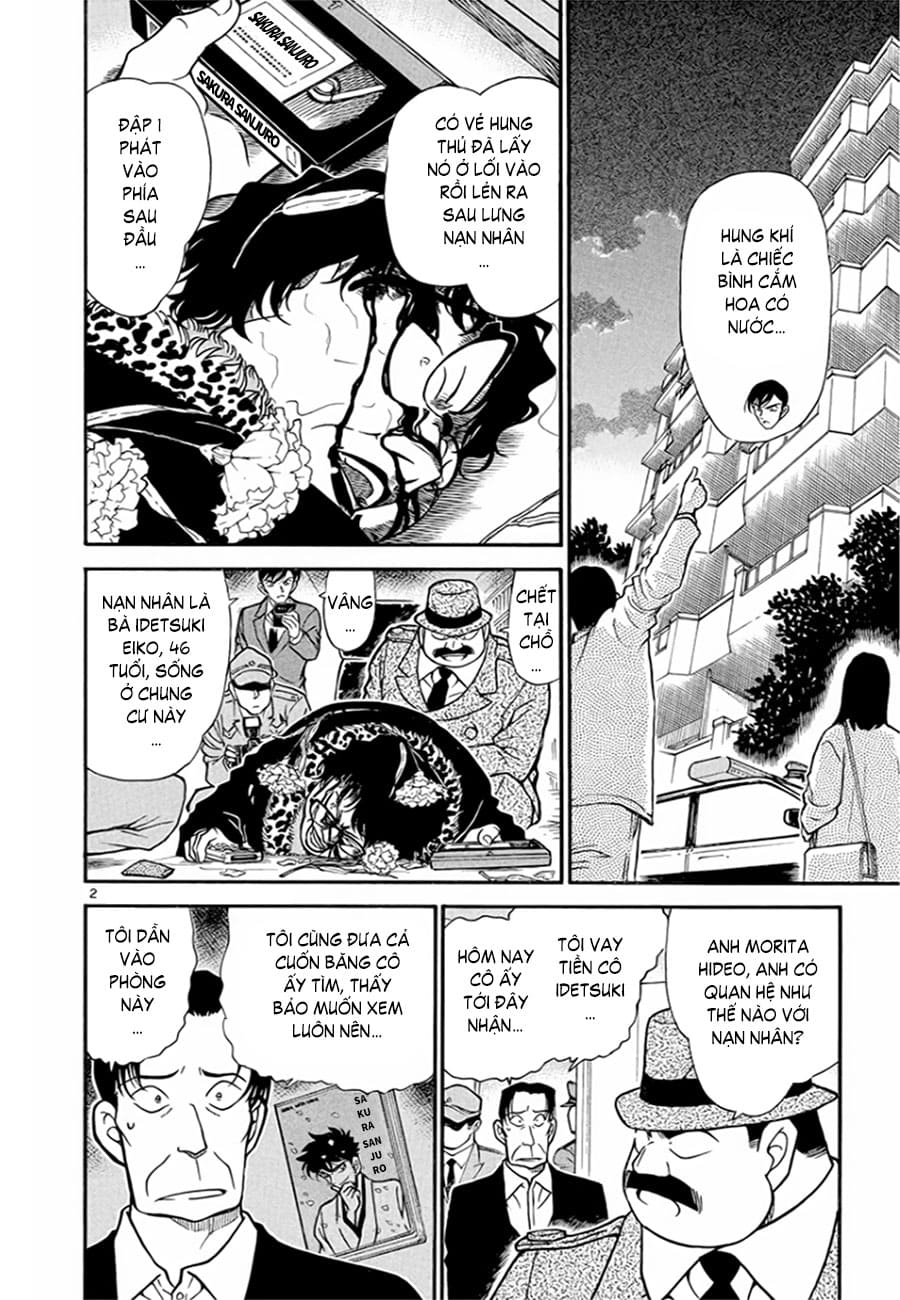 HUNG KHÍ
LÀ CHIẾC
BÌNH CẮM
HOA CÓ
NƯỚC...
SAKURA SANJURO
SAKURA SANJURO
CÓ VẺ HUNG
THỦ ĐÃ LẤY
NÓ Ở LỐI VÀO
RỒI LÉN RA
SAU LƯNG
NẠN NHÂN
...
ĐẬP 1
PHÁT
VÀO
PHÍA
SAU
ĐẦU
...
CHẾT
TẠI
CHỖ
...
VÂNG
...
NẠN NHÂN LÀ
BÀ IDETSUKI
EIKO, 46
TUỔI, SỐNG
Ở CHUNG
CƯ NÀY
...
2
ANH MORITA
HIDEO, ANH CÓ
QUAN HỆ NHƯ
THẾ NÀO VỚI
NẠN NHÂN?
TÔI VAY
TIỀN CÔ
IDETSUKI
...
HÔM NAY
CÔ ẤY
TỚI ĐÂY
NHẬN...
TÔI CŨNG ĐƯA CẢ
CUỐN BĂNG CÔ
ẤY TÌM, THẤY
BẢO MUỐN XEM
LUÔN NÊN...
TÔI DẪN
VÀO
PHÒNG
NÀY
...
SA
KU
RA
SAN
JU
RO